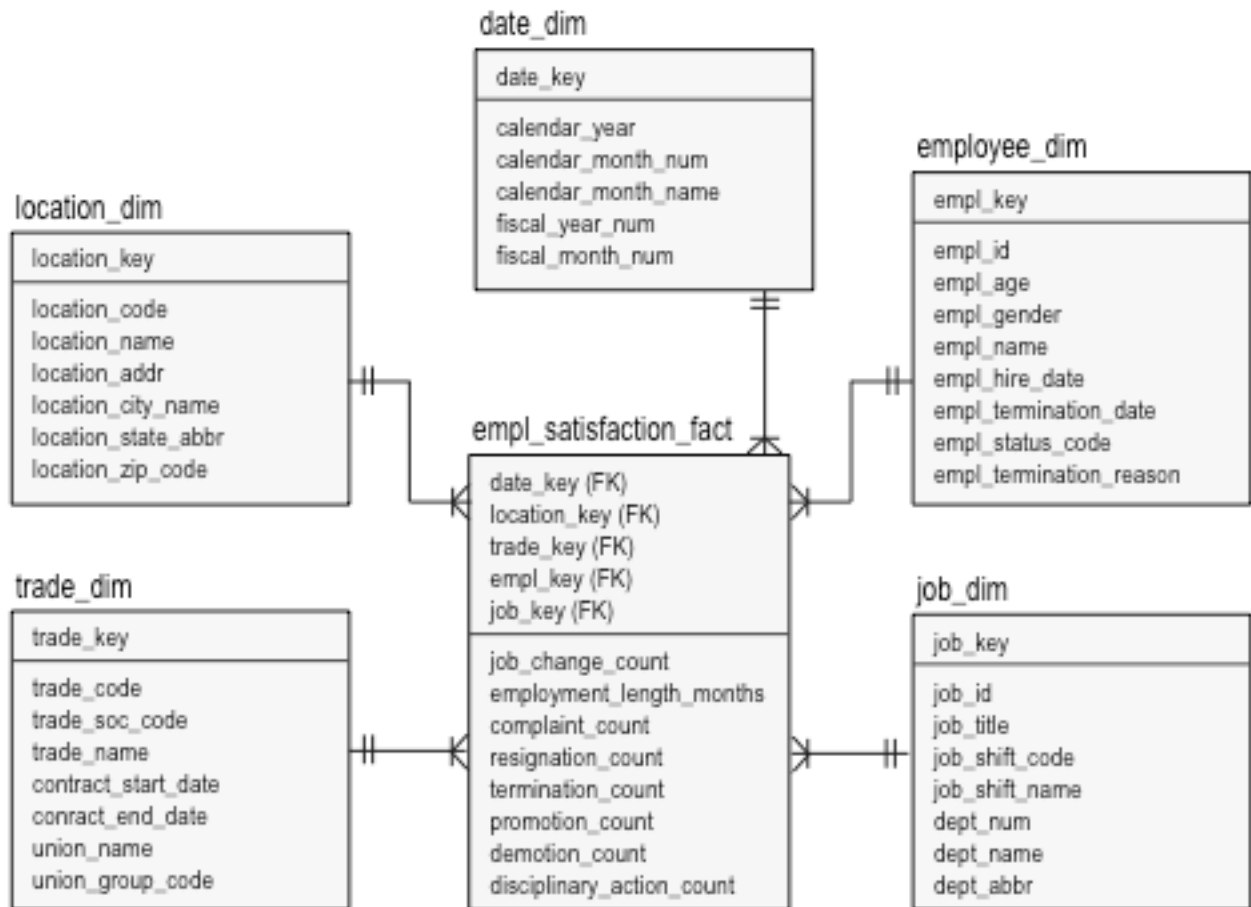 date_dim
date_key
calendar_year
calendar_month_num
calendar_month_name
fiscal_year_num
fiscal_month_num
employee_dim
empl_key
empl_id
empl_age
empl_gender
empl_name
empl_hire_date
empl_termination_date
empl_status_code
empl_termination_reason
location_dim
location_key
location_code
location_name
location_addr
location_city_name
location_state_abbr
location_zip_code
empl_satisfaction_fact
date_key (FK)
location_key (FK)
trade_key (FK)
empl_key (FK)
job_key (FK)
job_change_count
employment_length_months
complaint_count
resignation_count
termination_count
promotion_count
demotion_count
disciplinary_action_count
trade_dim
trade_key
trade_code
trade_soc_code
trade_name
contract_start_date
conract_end_date
union_name
union_group_code
job_dim
job_key
job_id
job_title
job_shift_code
job_shift_name
dept_num
dept_name
dept_abbr